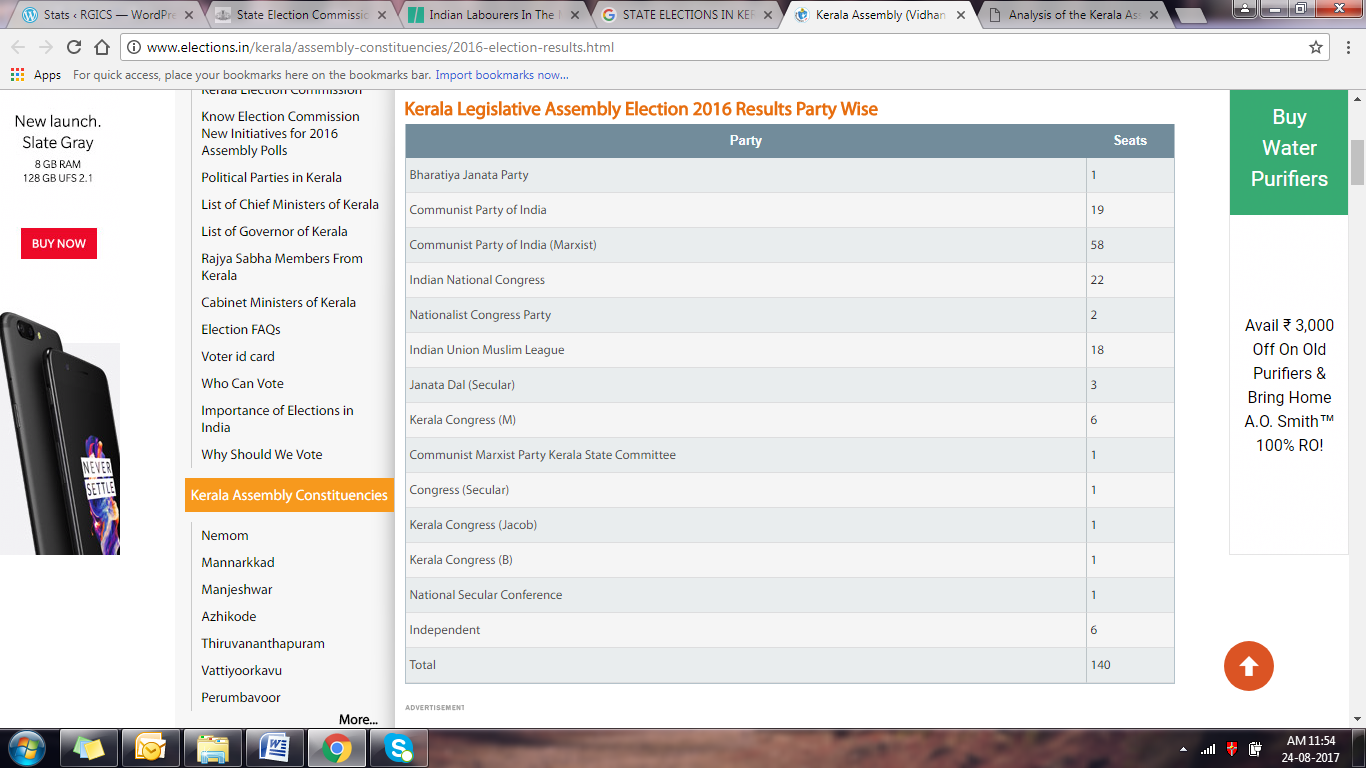 Stats ‹ RGICS — WordPre
State Election Commissio
Indian Labourers In The N
STATE ELECTIONS IN KER
Kerala Assembly (Vidhan
Analysis of the Kerala Ass
www.elections.in/kerala/assembly-constituencies/2016-election-results.html
Apps For quick access, place your bookmarks here on the bookmarks bar. Import bookmarks now...
New launch.
Slate Gray
8 GB RAM
128 GB UFS 2.1
BUY NOW
NEVER
SETTLE
Kerala Election Commission
Know Election Commission
New Initiatives for 2016
Assembly Polls
Political Parties in Kerala
List of Chief Ministers of Kerala
List of Governor of Kerala
Rajya Sabha Members From
Kerala
Cabinet Ministers of Kerala
Election FAQs
Voter id card
Who Can Vote
Importance of Elections in
India
Why Should We Vote
Kerala Assembly Constituencies
Nemom
Mannarkkad
Manjeshwar
Azhikode
Thiruvananthapuram
Vattiyoorkavu
Perumbavoor
More...
Kerala Legislative Assembly Election 2016 Results Party Wise
Party Seats
Bharatiya Janata Party 1
Communist Party of India 19
Communist Party of India (Marxist) 58
Indian National Congress 22
Nationalist Congress Party 2
Indian Union Muslim League 18
Janata Dal (Secular) 3
Kerala Congress (M) 6
Communist Marxist Party Kerala State Committee 1
Congress (Secular) 1
Kerala Congress (Jacob) 1
Kerala Congress (B) 1
National Secular Conference 1
Independent 6
Total 140
ADVERTISEMENT
Buy
Water
Purifiers
Avail ₹ 3,000
Off On Old
Purifiers &
Bring Home
A.O. Smith™
100% RO!
AM 11:54
24-08-2017